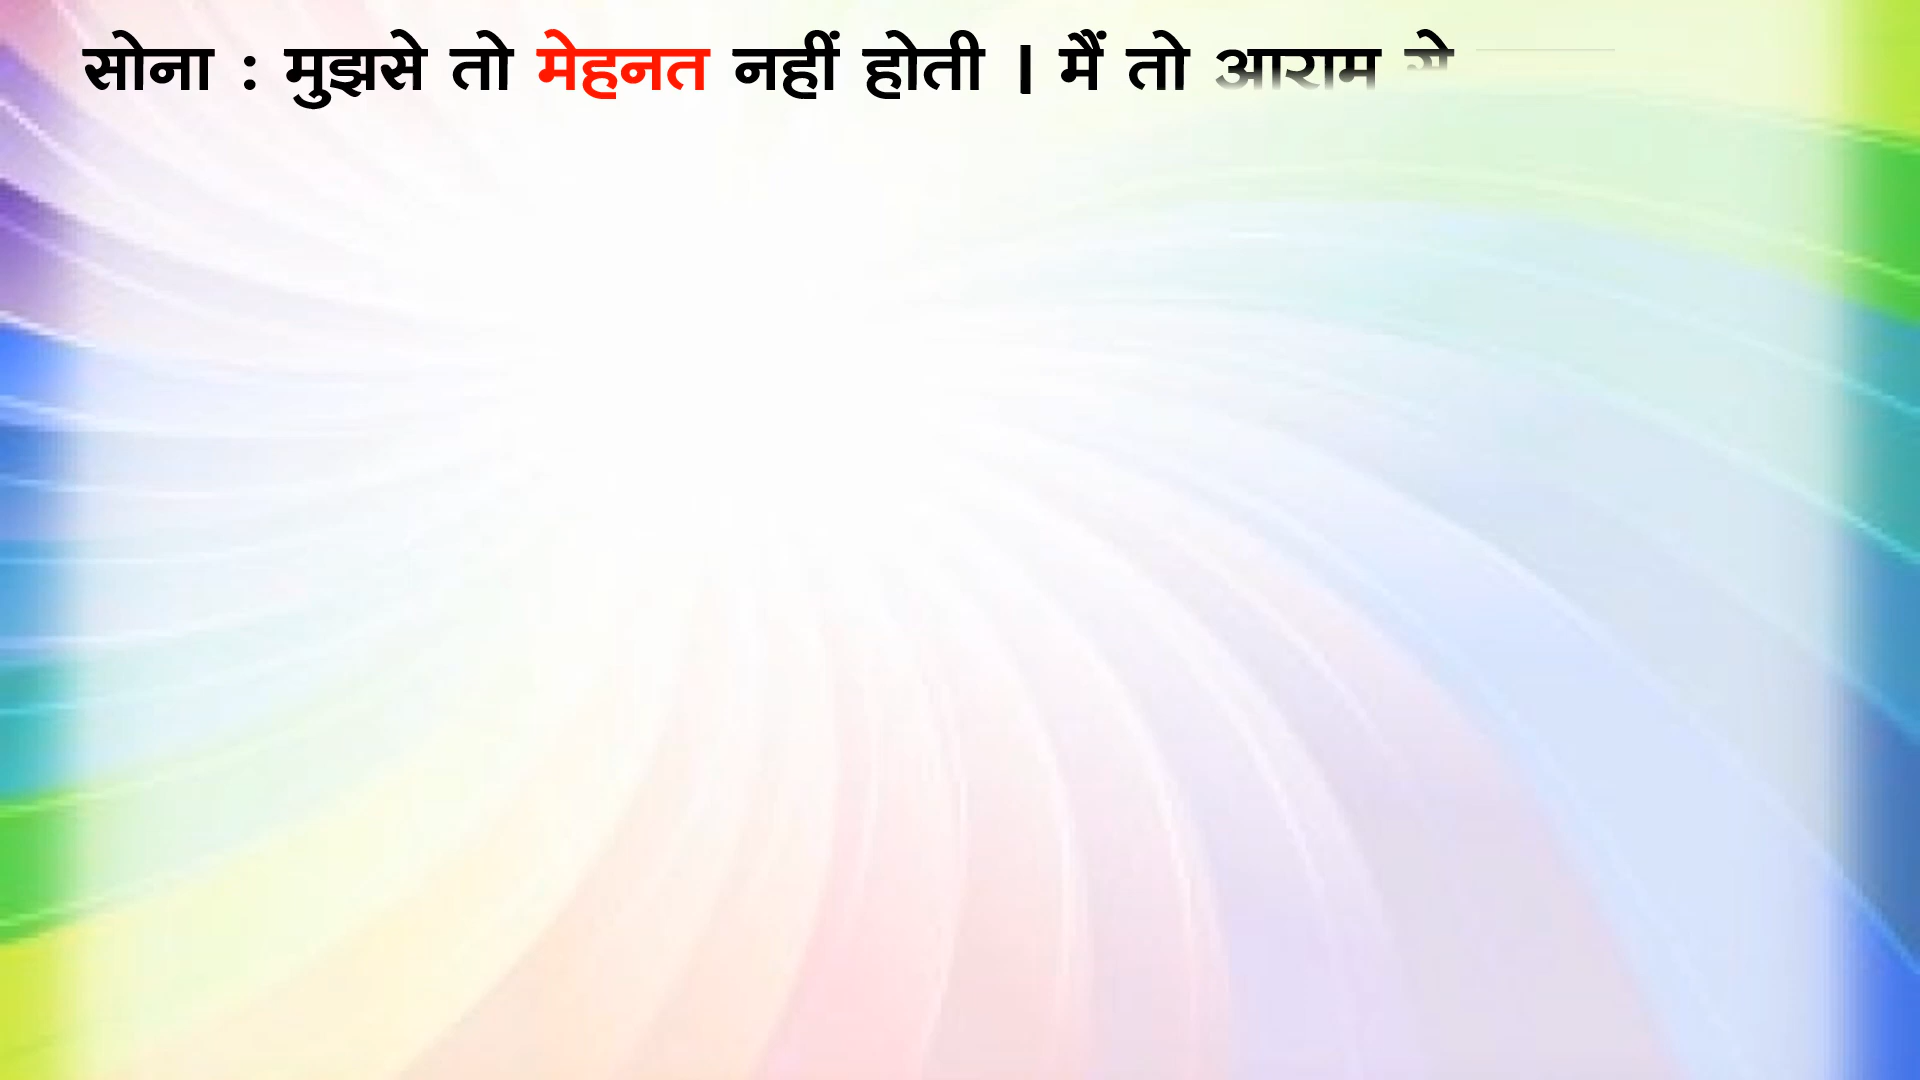 सोना : मुझसे तो मेहनत नहीं होती । मैं तो आराम से